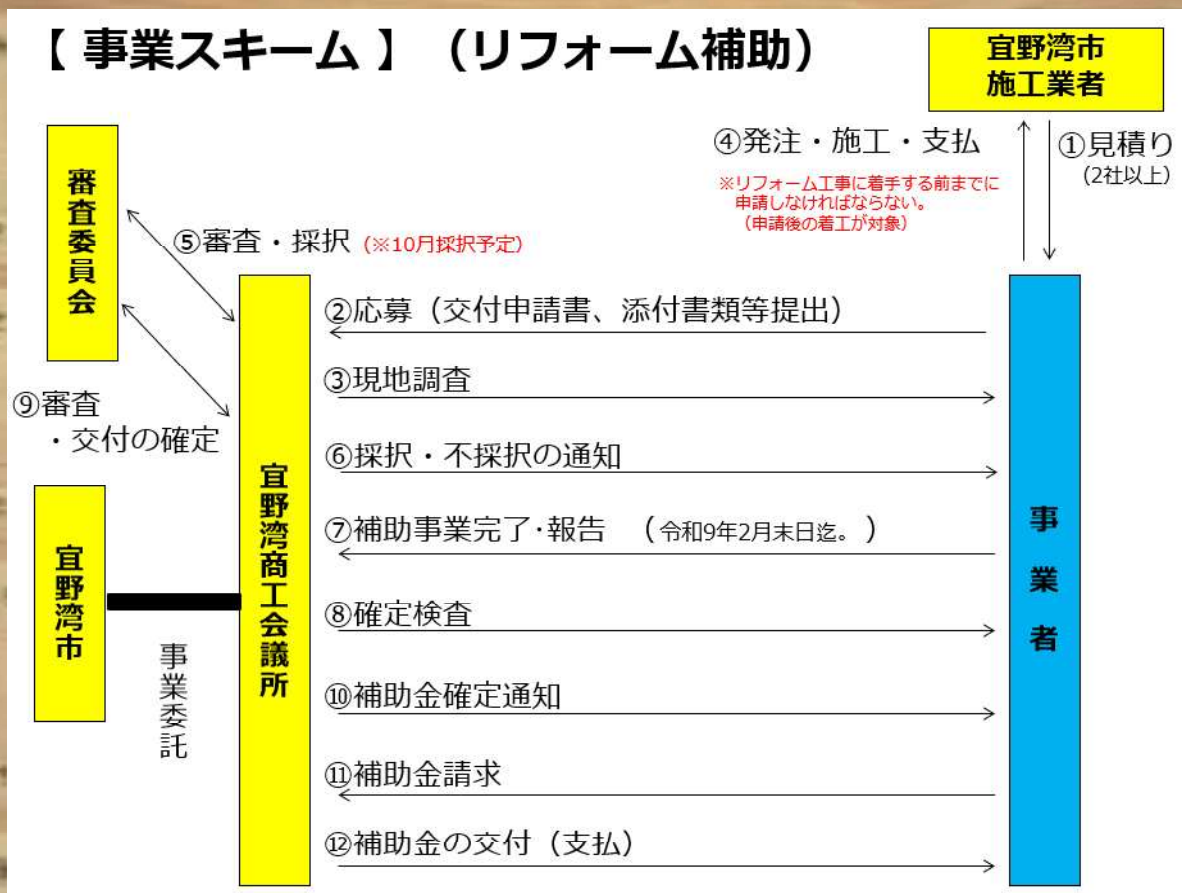 【 事業スキーム 】（リフォーム補助）
宜野湾市
施工業者
④発注・施工・支払
①見積り
（2社以上）
※リフォーム工事に着手する前までに
申請しなければならない。
（申請後の着工が対象）
審査委員会
⑤審査・採択（※10月採択予定）
②応募（交付申請書、添付書類等提出）
③現地調査
⑨審査
・交付の確定
⑥採択・不採択の通知
宜野湾商工会議所
⑦補助事業完了･報告　（令和9年2月末日迄。）
事業者
宜野湾市
⑧確定検査
事業委託
⑩補助金確定通知
⑪補助金請求
⑫補助金の交付（支払）